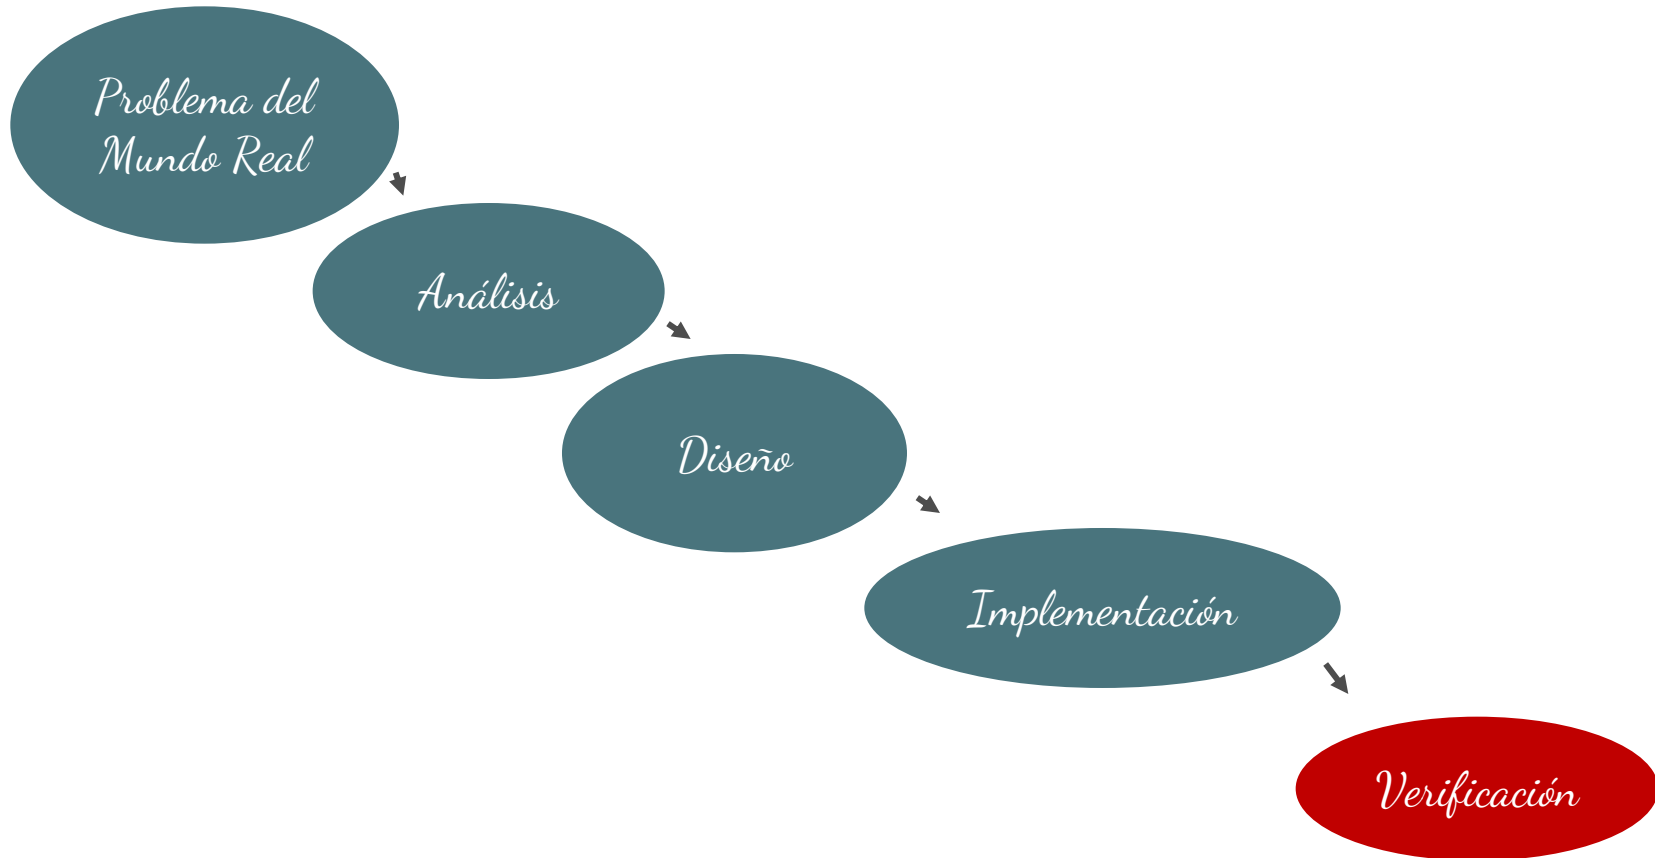 Problema del
Mundo Real
Análisis
Diseño
Implementación
Verificación